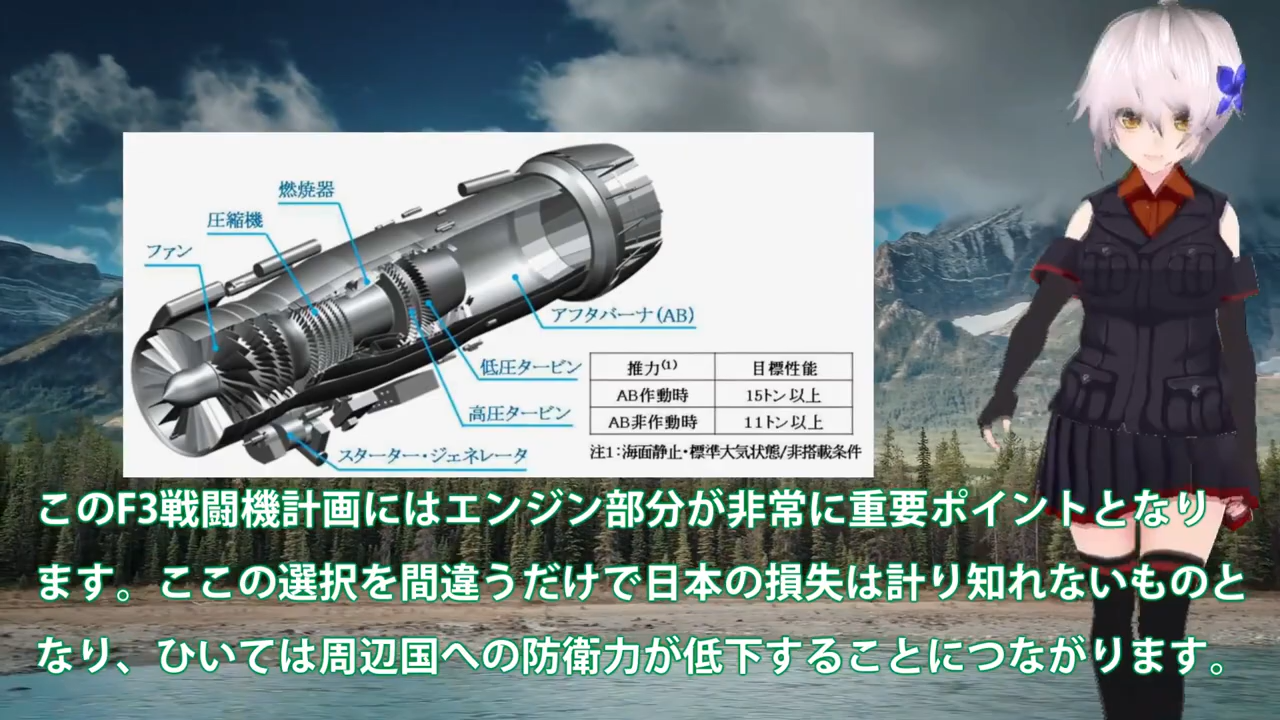 燃焼器
圧縮機
ファン
アフタバーナ(AB)
低圧タービン
高圧タービン
スターター・ジェネレータ
推力(1) 目標性能
AB作動時 15トン以上
AB非作動時 11トン以上
注1:海面静止・標準大気状態/非搭載条件
このF3戦闘機計画にはエンジン部分が非常に重要ポイントとなり
ます。ここの選択を間違うだけで日本の損失は計り知れないものと
なり、ひいては周辺国への防衛力が低下することにつながります。